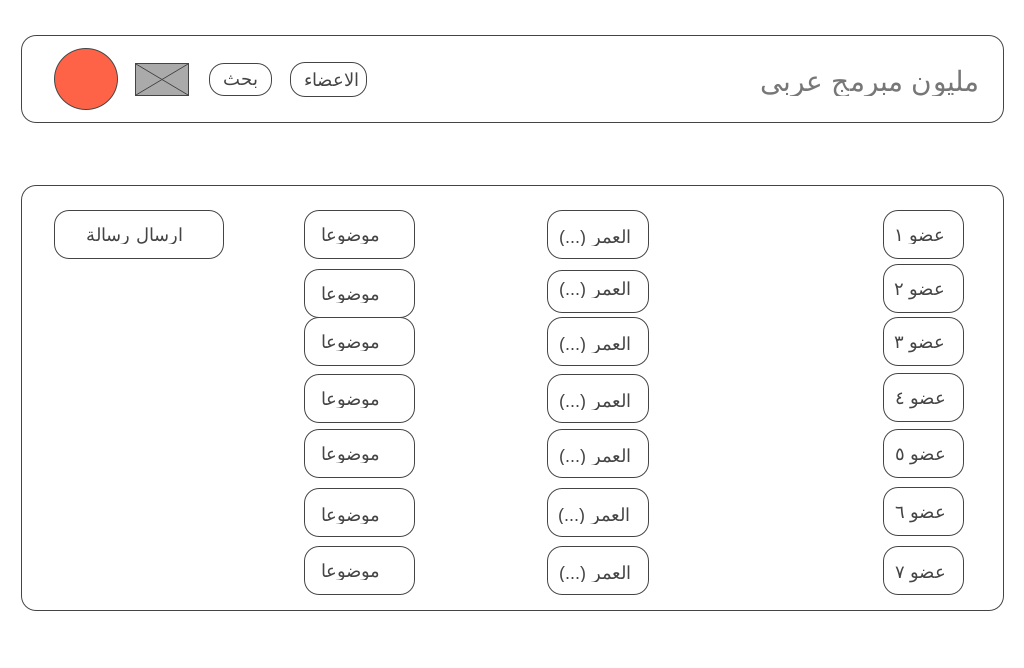 مليون مبرمج عربي
الاعضاء
بحث
عضو ١
العمر (...)
موضوعا
ارسال رسالة
عضو ٢
العمر (...)
موضوعا
عضو ٣
العمر (...)
موضوعا
عضو ٤
العمر (...)
موضوعا
عضو ٥
العمر (...)
موضوعا
عضو ٦
العمر (...)
موضوعا
عضو ٧
العمر (...)
موضوعا